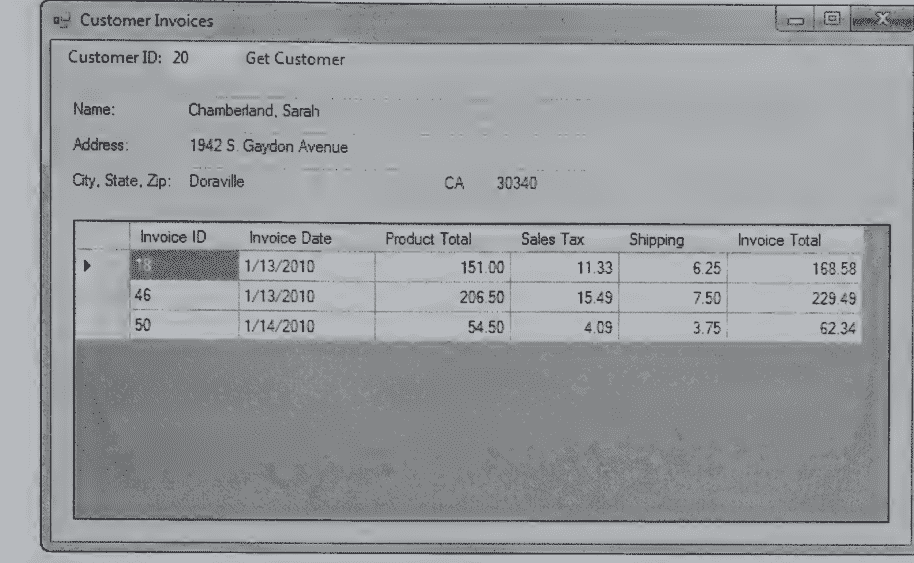 Customer Invoices
Customer ID: 20 Get Customer
Name: Chamberland, Sarah
Address: 1942 S. Gaydon Avenue
City, State, Zip: Doraville CA 30340
Invoice ID Invoice Date Product Total Sales Tax Shipping Invoice Total
18 1/13/2010 151.00 11.33 6.25 168.58
46 1/13/2010 206.50 15.49 7.50 229.49
50 1/14/2010 54.50 4.09 3.75 62.34